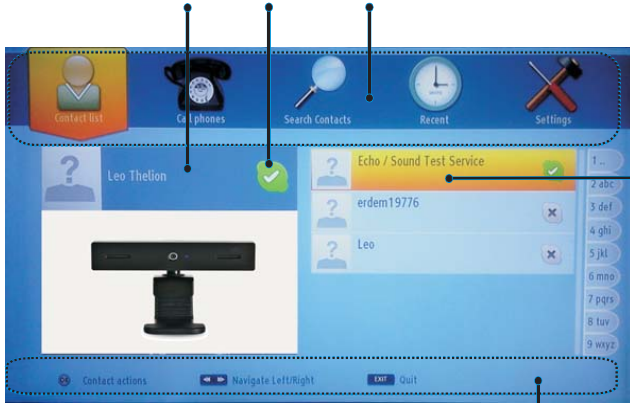 Contact list
Call phones
Search Contacts
Recent
Settings
Leo Thelion
Echo / Sound Test Service
erdem19776
Leo
1 ..
2 abc
3 def
4 ghi
5 jkl
6 mno
7 pqrs
8 tuv
9 wxyz
OK Contact actions
Navigate Left/Right
EXIT Quit